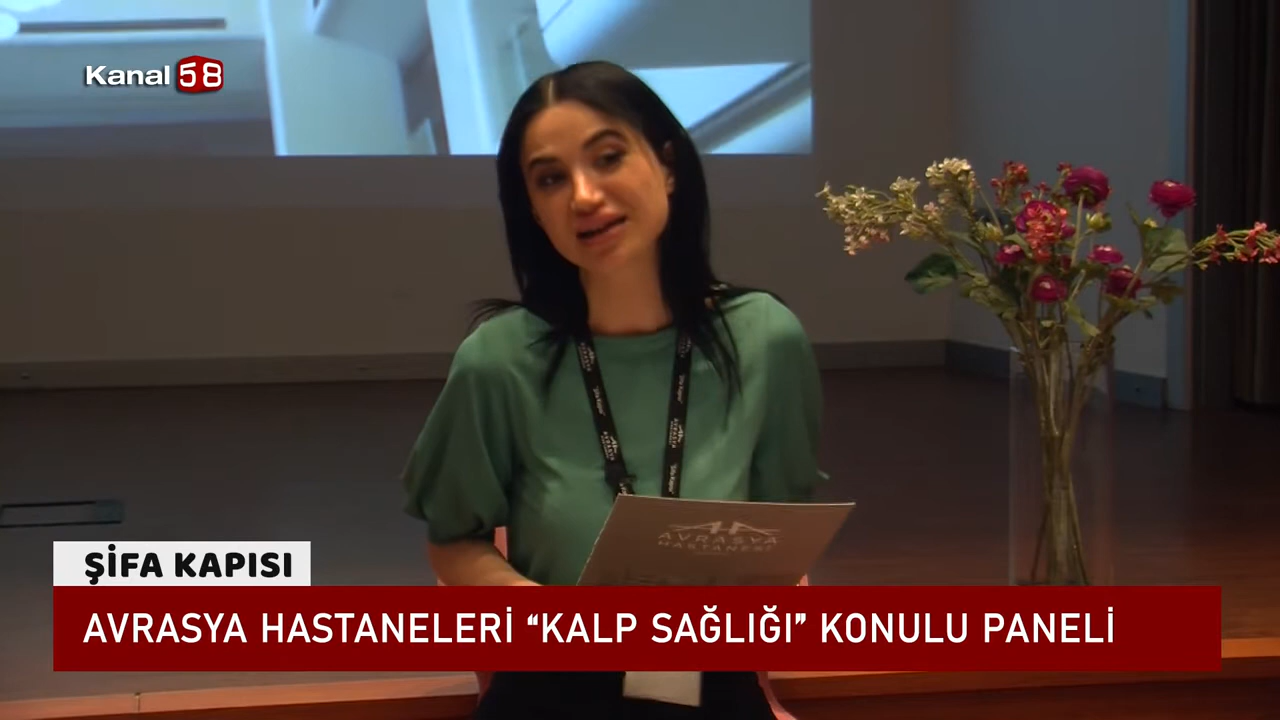 Kanal 58
AVRASYA
HASTANESİ
ŞİFA KAPISI
AVRASYA HASTANELERİ “KALP SAĞLIĞI” KONULU PANELİ